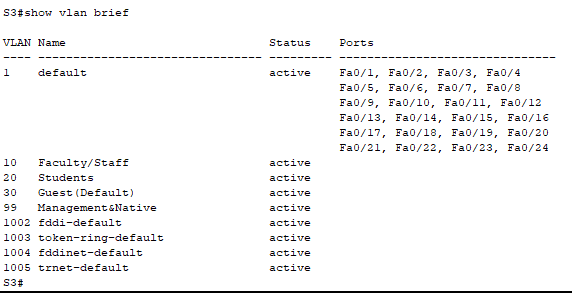 S3#show vlan brief
VLAN Name                             Status    Ports
---- -------------------------------- --------- -------------------------------
1    default                          active    Fa0/1, Fa0/2, Fa0/3, Fa0/4
                                                Fa0/5, Fa0/6, Fa0/7, Fa0/8
                                                Fa0/9, Fa0/10, Fa0/11, Fa0/12
                                                Fa0/13, Fa0/14, Fa0/15, Fa0/16
                                                Fa0/17, Fa0/18, Fa0/19, Fa0/20
                                                Fa0/21, Fa0/22, Fa0/23, Fa0/24
10   Faculty/Staff                    active
20   Students                         active
30   Guest(Default)                   active
99   Management&Native                active
1002 fddi-default                     active
1003 token-ring-default               active
1004 fddinet-default                  active
1005 trnet-default                    active
S3#